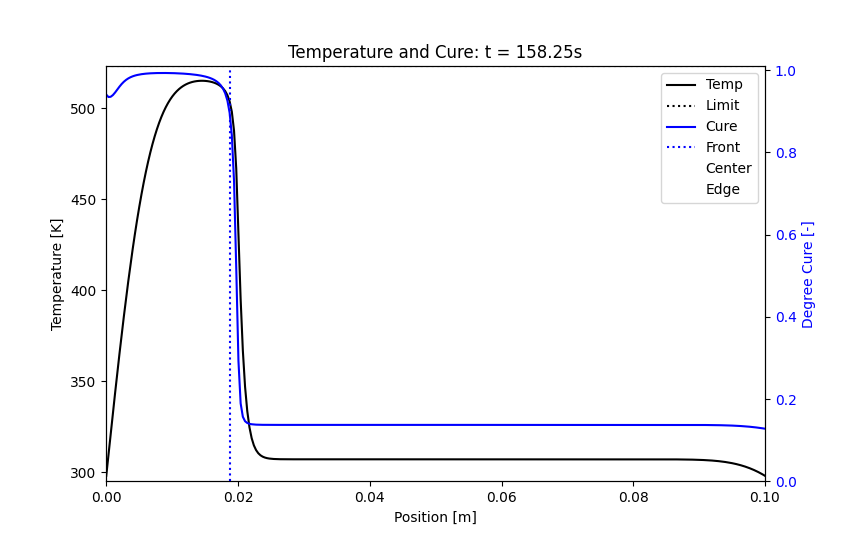 Temperature and Cure: t = 158.25s
Temperature [K]
500
450
400
350
300
Temp
Limit
Cure
Front
Center
Edge
1.0
0.8
0.6
0.4
0.2
0.0
Degree Cure [-]
0.00 0.02 0.04 0.06 0.08 0.10
Position [m]